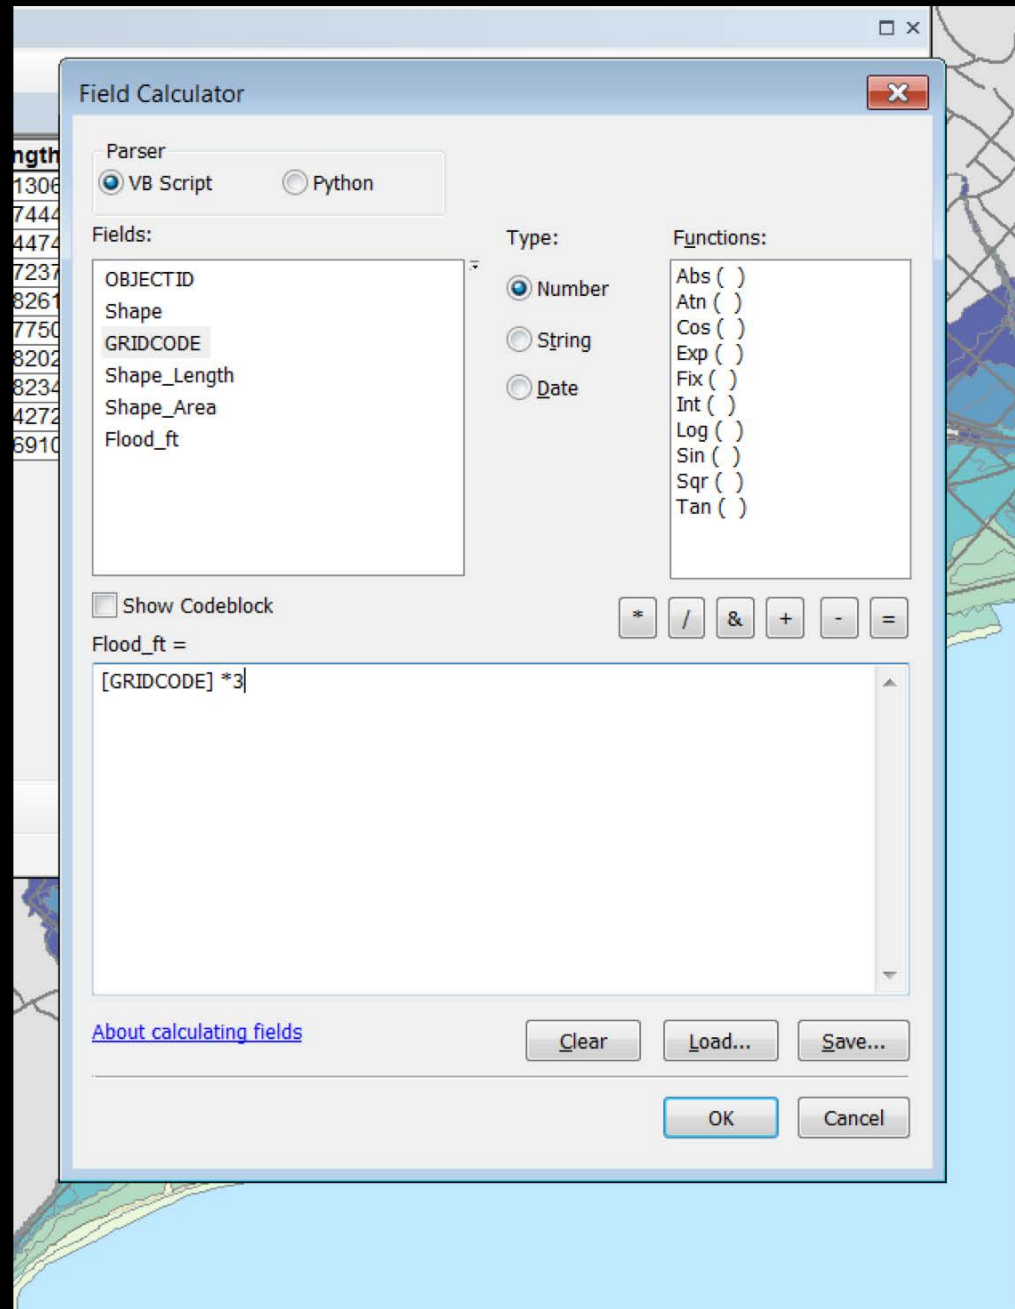 Field Calculator
ngth
1306
7444
4474
7237
8261
7750
8202
8234
4272
6910
Parser
VB Script
Python
Fields:
OBJECTID
Shape
GRIDCODE
Shape_Length
Shape_Area
Flood_ft
Type:
Number
String
Date
Functions:
Abs ( )
Atn ( )
Cos ( )
Exp ( )
Fix ( )
Int ( )
Log ( )
Sin ( )
Sqr ( )
Tan ( )
Show Codeblock
* / & + - =
Flood_ft =
[GRIDCODE] *3
About calculating fields
Clear
Load...
Save...
OK
Cancel